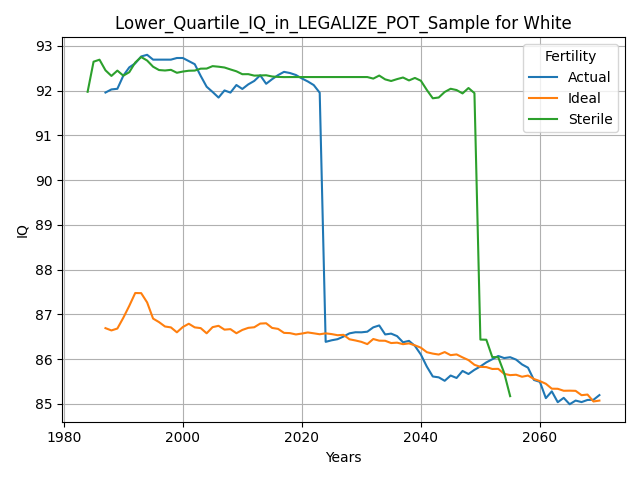 Lower_Quartile_IQ_in_LEGALIZE_POT_Sample for White
Fertility
Actual
Ideal
Sterile
IQ
93
92
91
90
89
88
87
86
85
1980
2000
2020
2040
2060
Years